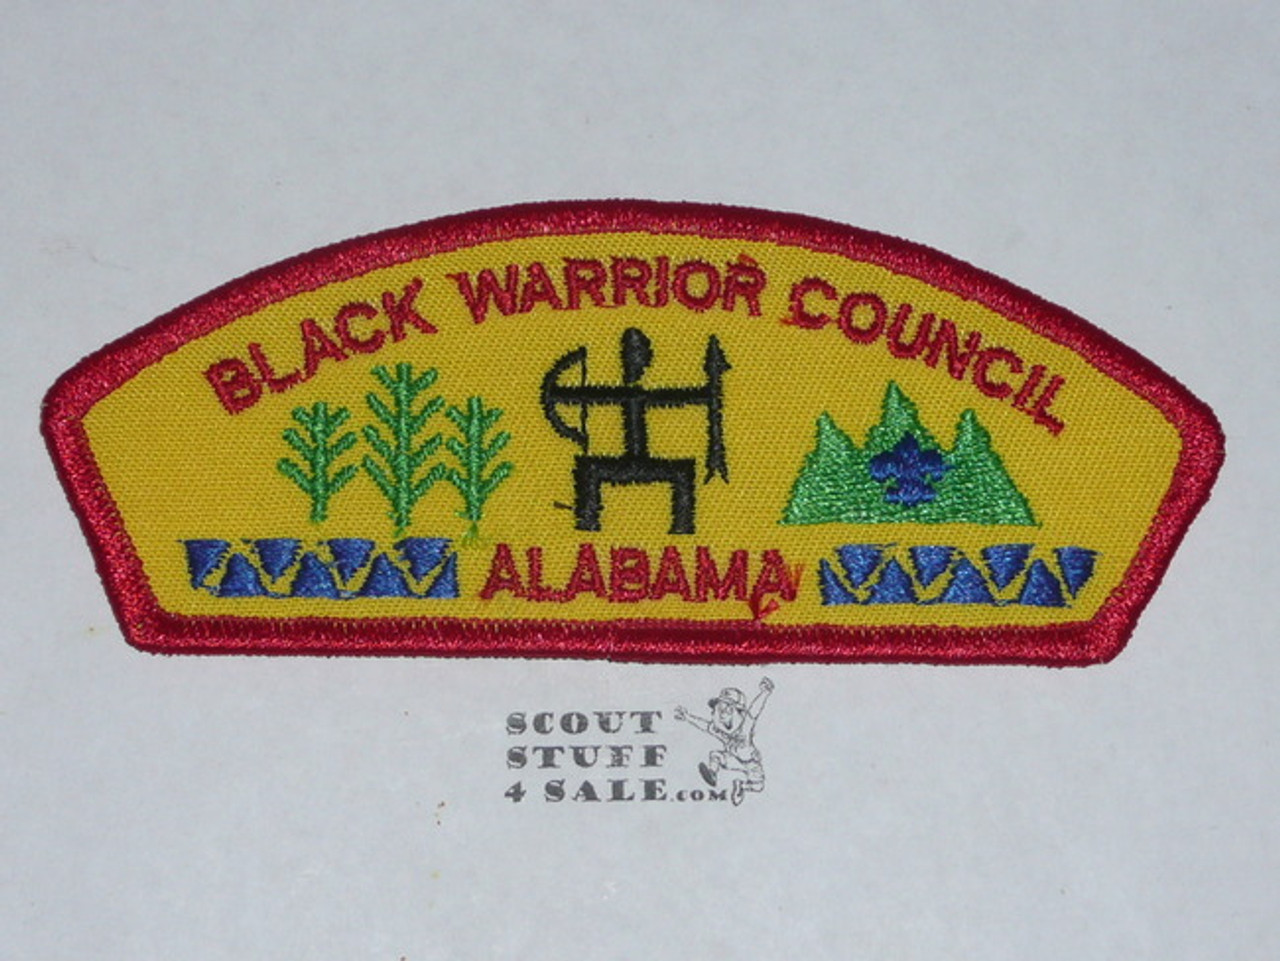 BLACK WARRIOR COUNCIL
ALABAMA
SCOUT
STUFF
4 SALE.COM